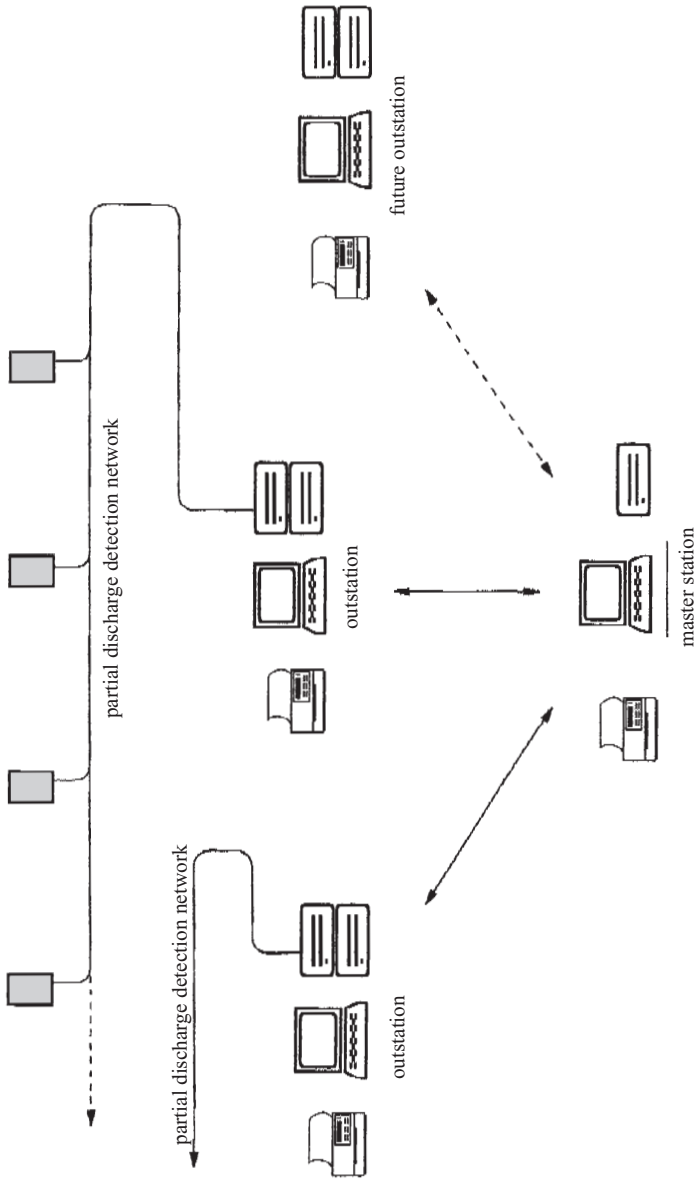 partial discharge detection network
partial discharge detection network
outstation
outstation
future outstation
master station